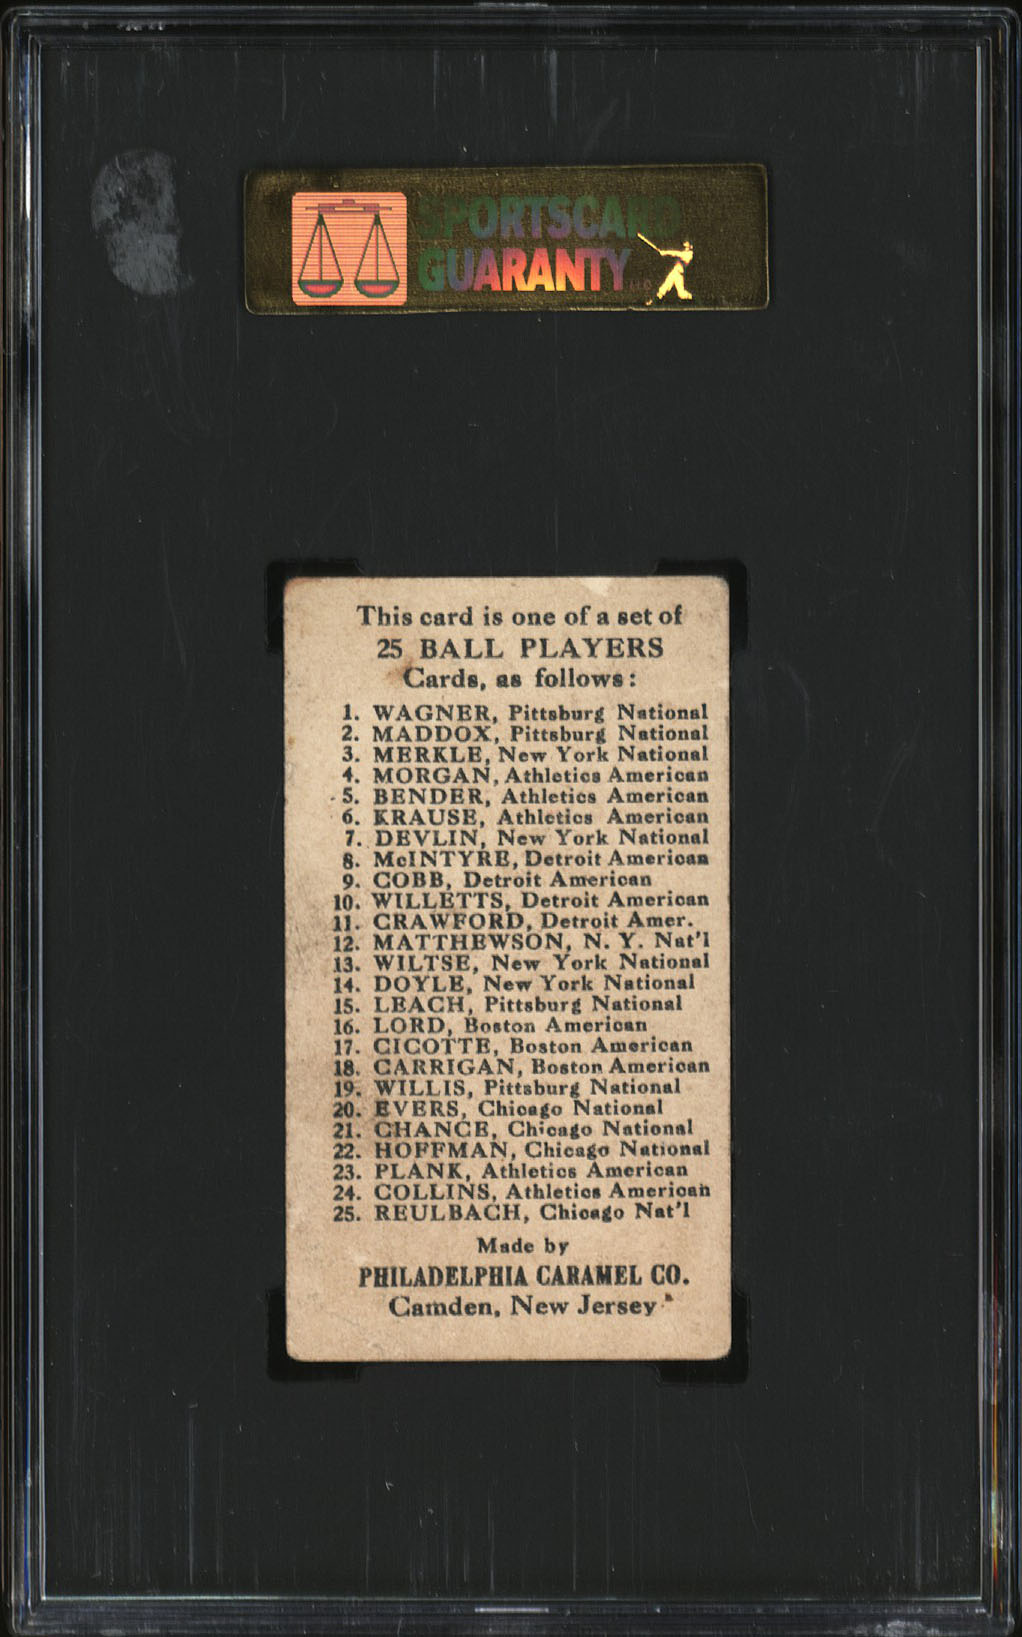 SPORTSCARD
GUARANTY LLC
This card is one of a set of
25 BALL PLAYERS
Cards, as follows:
1. WAGNER, Pittsburg National
2. MADDOX, Pittsburg National
3. MERKLE, New York National
4. MORGAN, Athletics American
5. BENDER, Athletics American
6. KRAUSE, Athletics American
7. DEVLIN, New York National
8. McINTYRE, Detroit American
9. COBB, Detroit American
10. WILLETTS, Detroit American
11. CRAWFORD, Detroit Amer.
12. MATTHEWSON, N. Y. Nat'l
13. WILTSE, New York National
14. DOYLE, New York National
15. LEACH, Pittsburg National
16. LORD, Boston American
17. CICOTTE, Boston American
18. CARRIGAN, Boston American
19. WILLIS, Pittsburg National
20. EVERS, Chicago National
21. CHANCE, Chicago National
22. HOFFMAN, Chicago National
23. PLANK, Athletics American
24. COLLINS, Athletics American
25. REULBACH, Chicago Nat'l
Made by
PHILADELPHIA CARAMEL CO.
Camden, New Jersey